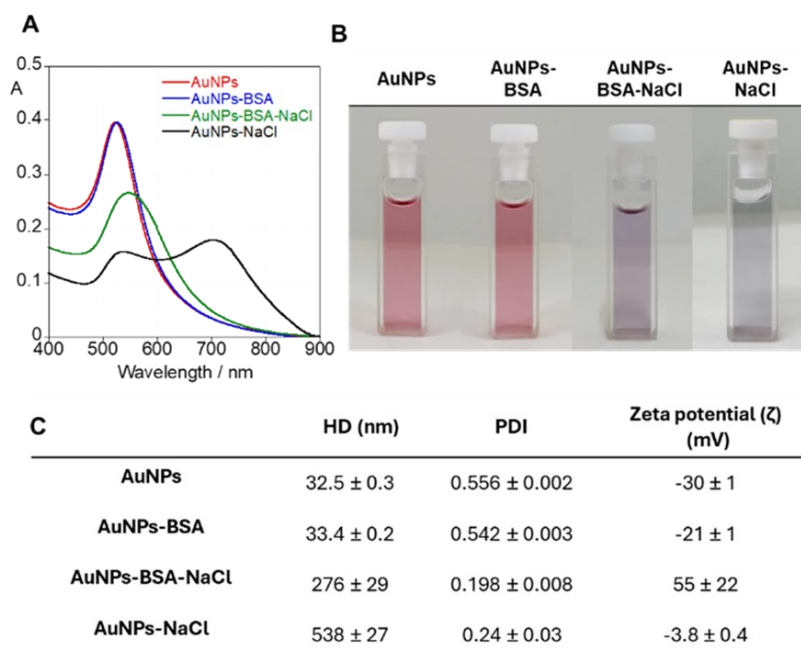 A
B
0.5
A
0.4
0.3
0.2
0.1
0
400 500 600 700 800 900
Wavelength / nm
AuNPs
AuNPs-BSA
AuNPs-BSA-NaCl
AuNPs-NaCl
AuNPs
AuNPs-
BSA
AuNPs-
BSA-NaCl
AuNPs-
NaCl
C
HD (nm) PDI Zeta potential (ζ)
(mV)
AuNPs 32.5 ± 0.3 0.556 ± 0.002 -30 ± 1
AuNPs-BSA 33.4 ± 0.2 0.542 ± 0.003 -21 ± 1
AuNPs-BSA-NaCl 276 ± 29 0.198 ± 0.008 55 ± 22
AuNPs-NaCl 538 ± 27 0.24 ± 0.03 -3.8 ± 0.4